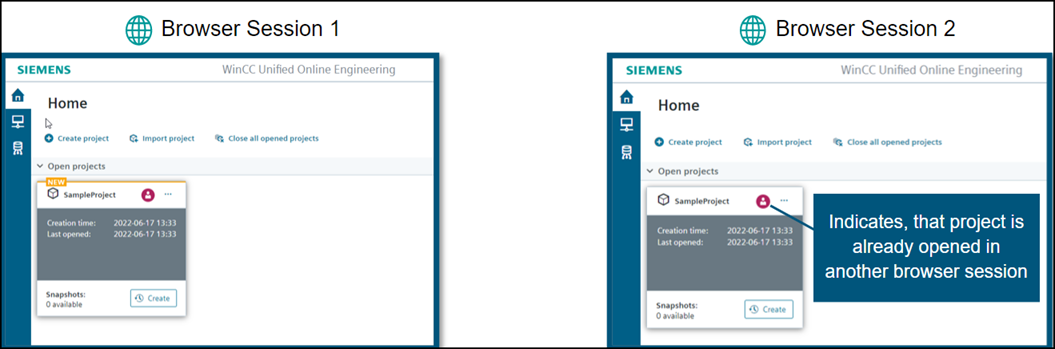 Browser Session 1
SIEMENS
WinCC Unified Online Engineering
Home
Create project
Import project
Close all opened projects
Open projects
NEW
SampleProject
...
Creation time: 2022-06-17 13:33
Last opened: 2022-06-17 13:33
Snapshots:
0 available
Create
Browser Session 2
SIEMENS
WinCC Unified Online Engineering
Home
Create project
Import project
Close all opened projects
Open projects
SampleProject
...
Creation time: 2022-06-17 13:33
Last opened: 2022-06-17 13:33
Snapshots:
0 available
Create
Indicates, that project is
already opened in
another browser session